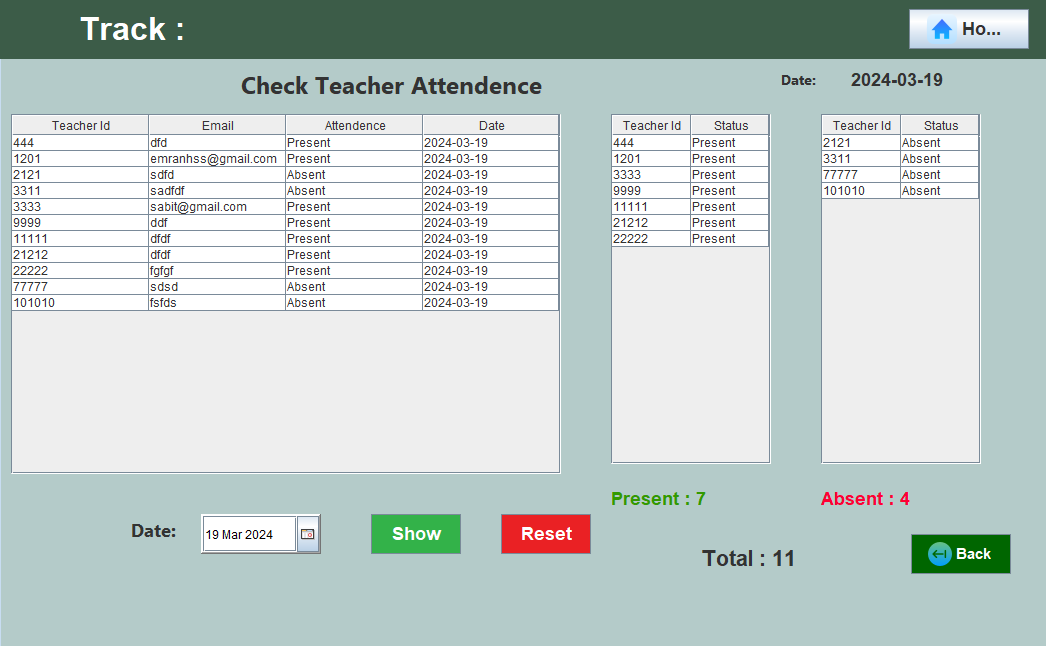 Track :
Ho...
Check Teacher Attendence
Date: 2024-03-19
Teacher Id Email Attendence Date
444 dfd Present 2024-03-19
1201 emranhss@gmail.com Present 2024-03-19
2121 sdfd Absent 2024-03-19
3311 sadfdf Absent 2024-03-19
3333 sabit@gmail.com Present 2024-03-19
9999 ddf Present 2024-03-19
11111 dfdf Present 2024-03-19
21212 dfdf Present 2024-03-19
22222 fgfgf Present 2024-03-19
77777 sdsd Absent 2024-03-19
101010 fsfds Absent 2024-03-19
Teacher Id Status
444 Present
1201 Present
3333 Present
9999 Present
11111 Present
21212 Present
22222 Present
Teacher Id Status
2121 Absent
3311 Absent
77777 Absent
101010 Absent
Present : 7
Absent : 4
Date: 19 Mar 2024
Show
Reset
Total : 11
Back